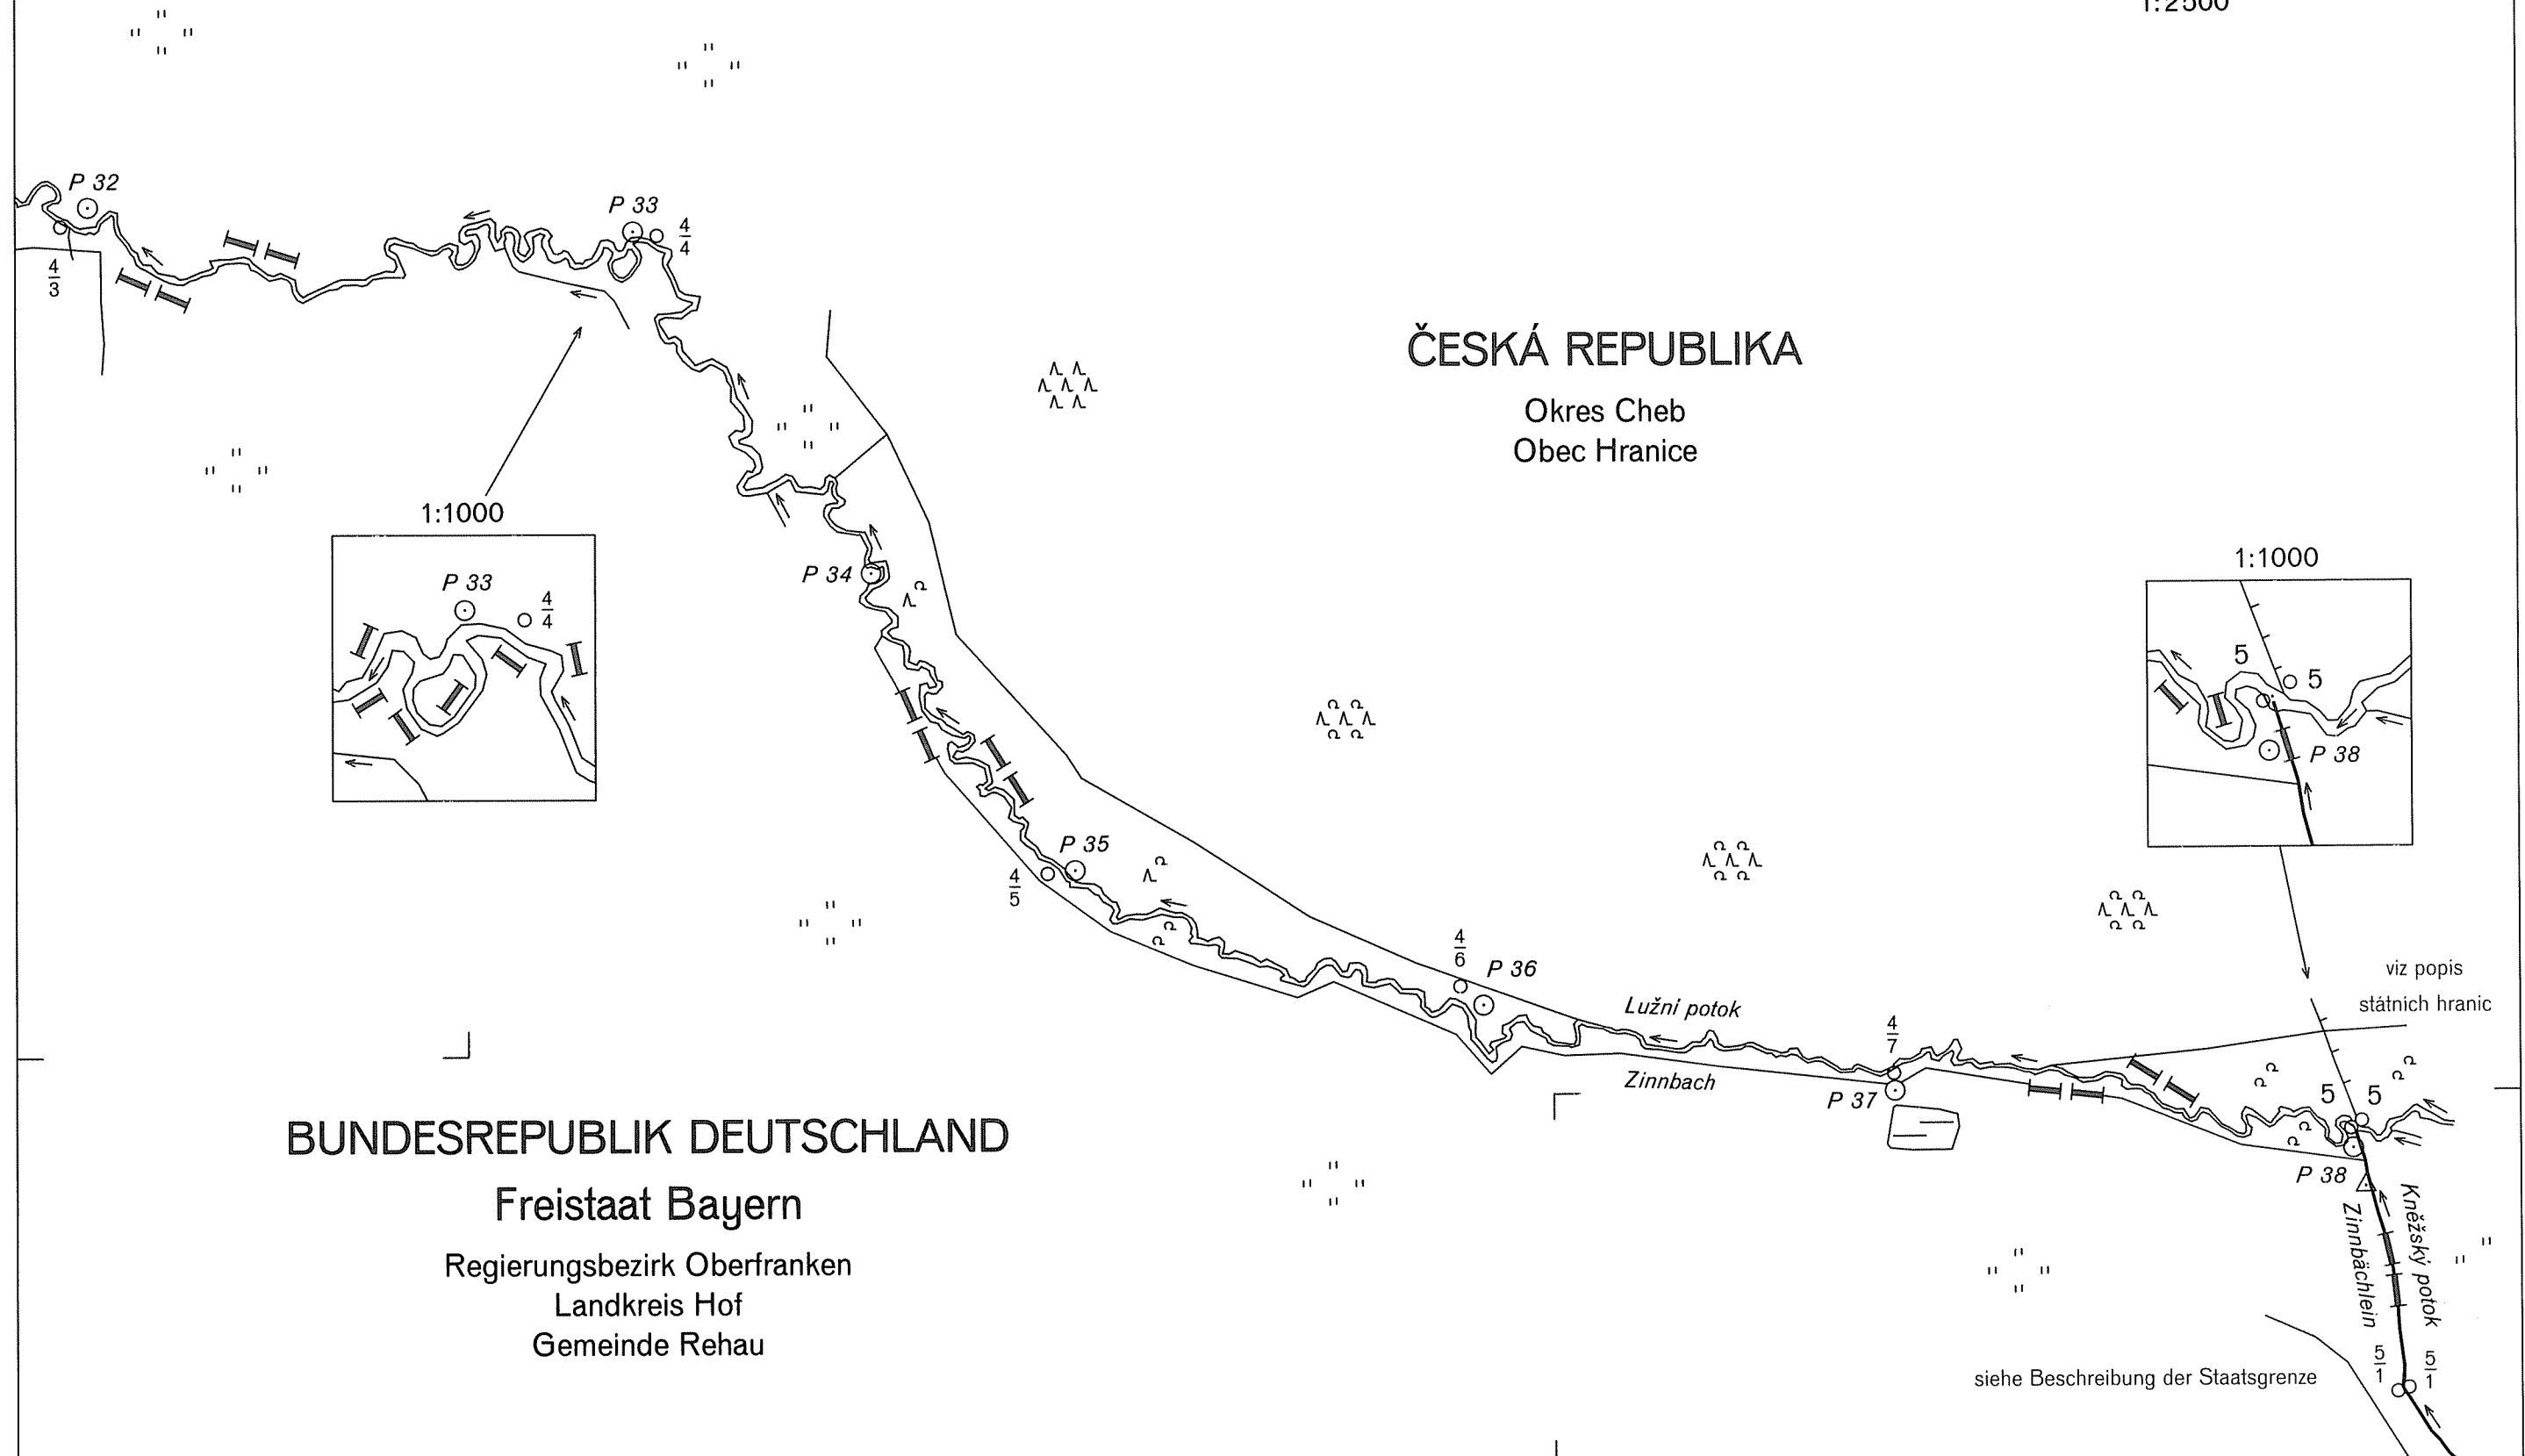 1:2500
P 32
4
3
P 33
4
4
ČESKÁ REPUBLIKA
Okres Cheb
Obec Hranice
1:1000
P 33
4
4
P 34
1:1000
5
5
P 38
P 35
4
5
4
6
P 36
viz popis
státních hranic
Lužní potok
4
7
Zinnbach
P 37
5
5
P 38
Kněžský potok
Zinnbächlein
BUNDESREPUBLIK DEUTSCHLAND
Freistaat Bayern
Regierungsbezirk Oberfranken
Landkreis Hof
Gemeinde Rehau
5
1
5
1
siehe Beschreibung der Staatsgrenze